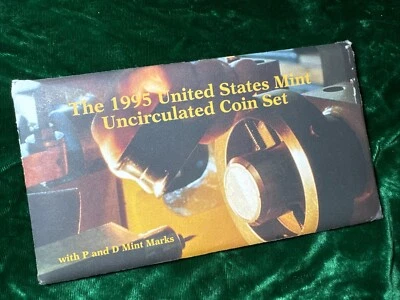 The 1995 United States Mint
Uncirculated Coin Set
with P and D Mint Marks